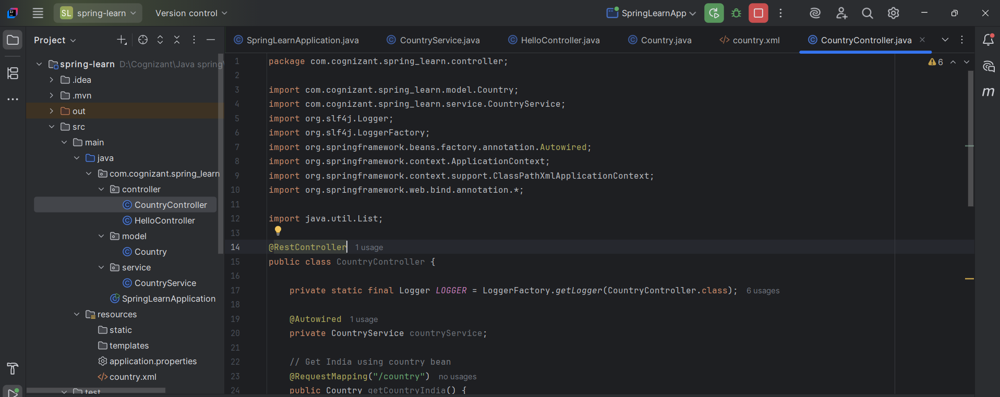 SL spring-learn Version control SpringLearnApp
Project
SpringLearnApplication.java CountryService.java HelloController.java Country.java </> country.xml CountryController.java
spring-learn D:\Cognizant\Java spring\
.idea
.mvn
out
src
main
java
com.cognizant.spring_learn
controller
CountryController
HelloController
model
Country
service
CountryService
SpringLearnApplication
resources
static
templates
application.properties
</> country.xml
test
6
1 package com.cognizant.spring_learn.controller;
2
3 import com.cognizant.spring_learn.model.Country;
4 import com.cognizant.spring_learn.service.CountryService;
5 import org.slf4j.Logger;
6 import org.slf4j.LoggerFactory;
7 import org.springframework.beans.factory.annotation.Autowired;
8 import org.springframework.context.ApplicationContext;
9 import org.springframework.context.support.ClassPathXmlApplicationContext;
10 import org.springframework.web.bind.annotation.*;
11
12 import java.util.List;
13
14 @RestController 1 usage
15 public class CountryController {
16
17 private static final Logger LOGGER = LoggerFactory.getLogger(CountryController.class); 6 usages
18
19 @Autowired 1 usage
20 private CountryService countryService;
21
22 // Get India using country bean
23 @RequestMapping("/country") no usages
24 public Country getCountryIndia() {
m